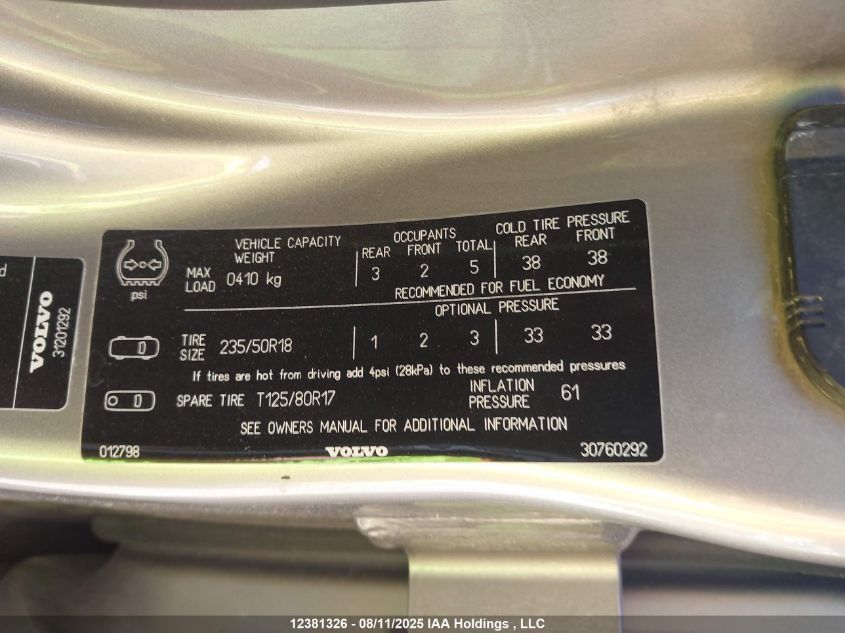 d
VOLVO
31201292
psi
VEHICLE CAPACITY WEIGHT
OCCUPANTS
COLD TIRE PRESSURE
REAR FRONT TOTAL REAR FRONT
MAX LOAD 0410 kg 3 2 5 38 38
RECOMMENDED FOR FUEL ECONOMY
OPTIONAL PRESSURE
TIRE SIZE 235/50R18 1 2 3 33 33
If tires are hot from driving add 4psi (28kPa) to these recommended pressures
SPARE TIRE T125/80R17 INFLATION PRESSURE 61
SEE OWNERS MANUAL FOR ADDITIONAL INFORMATION
012798 VOLVO 30760292
12381326 - 08/11/2025 IAA Holdings , LLC